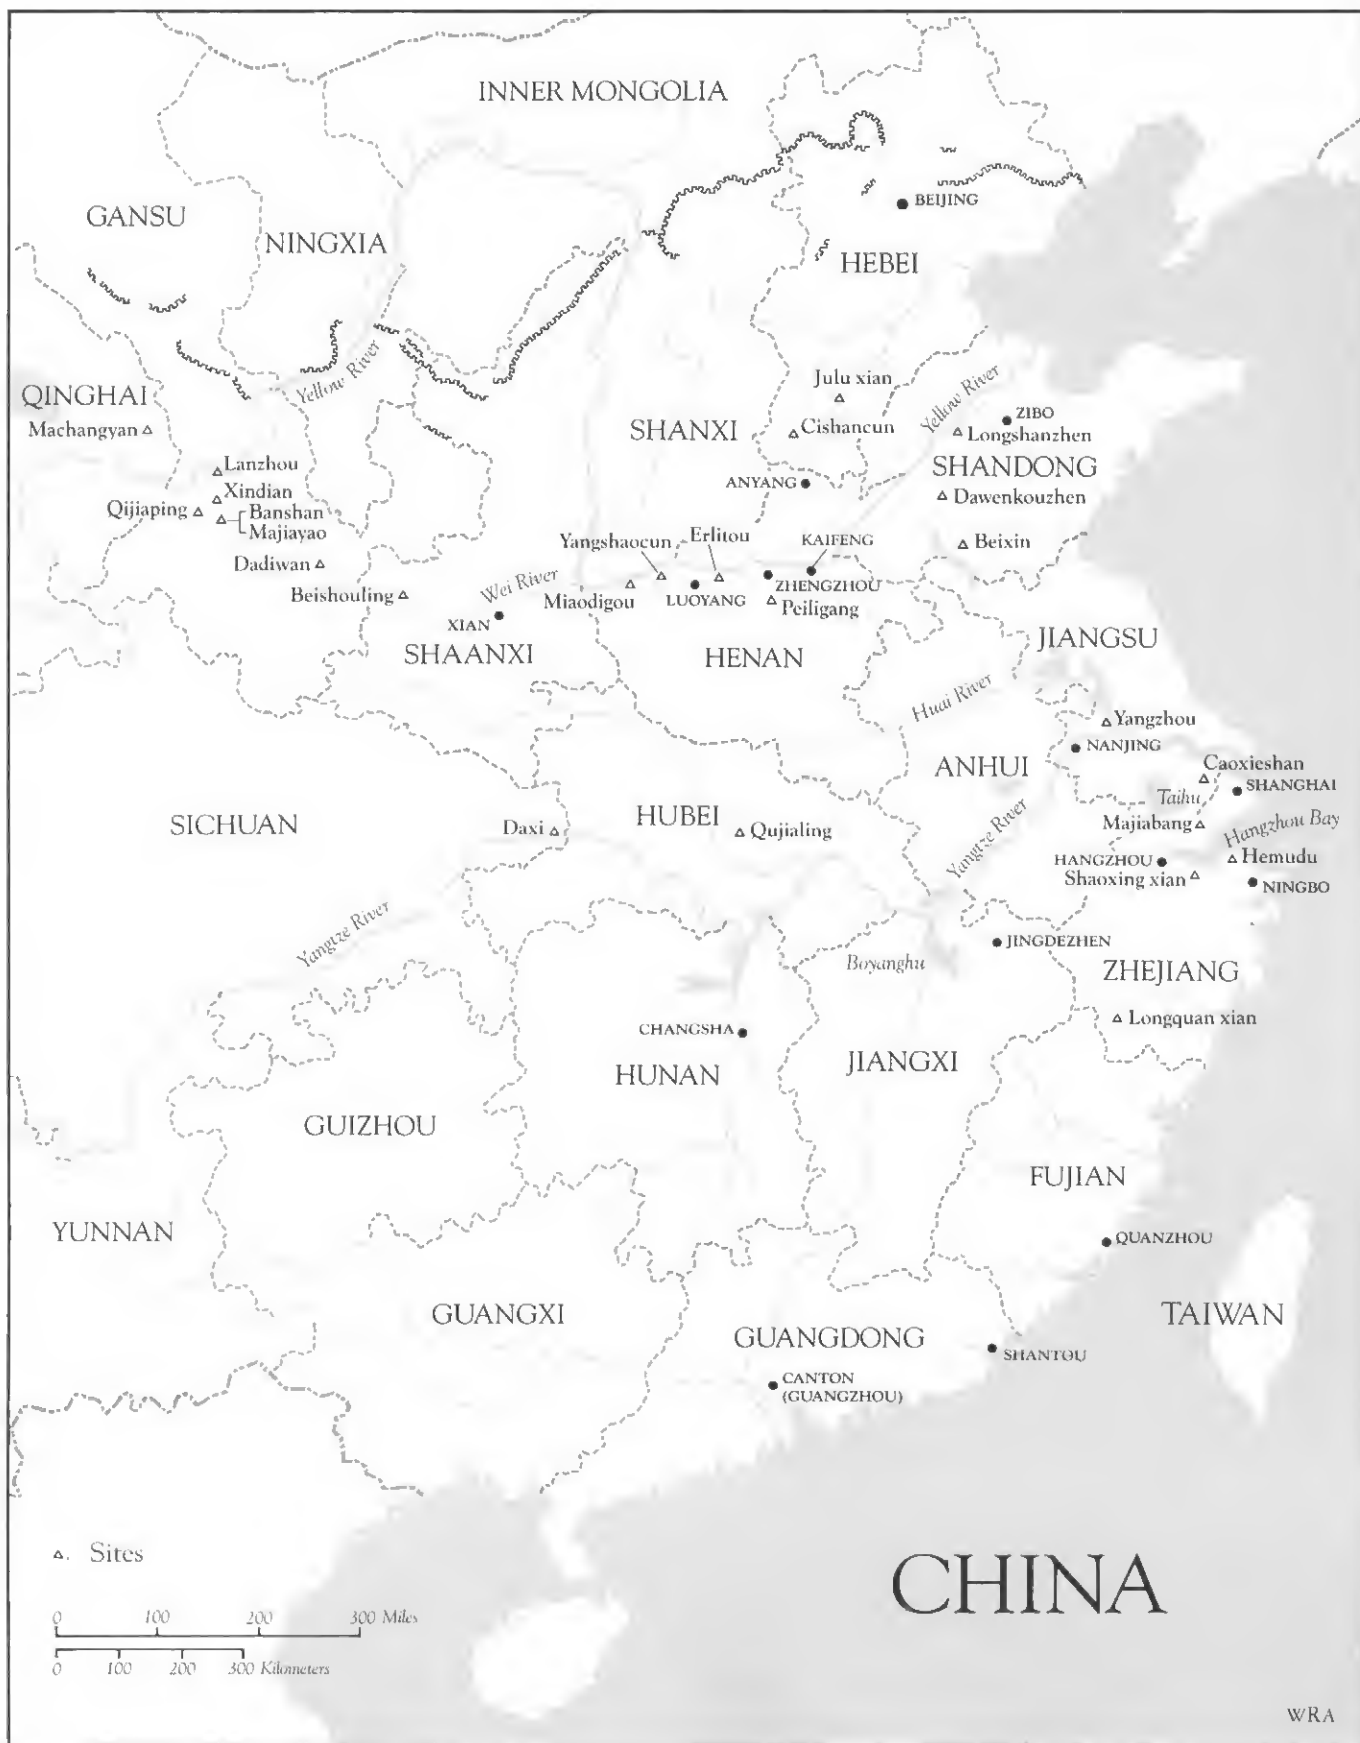 INNER MONGOLIA
BEIJING
GANSU
NINGXIA
HEBEI
Yellow River
QINGHAI
Machangyan
Julu xian
Yellow River
ZIBO
SHANXI
Cishancun
Longshanzhen
SHANDONG
Lanzhou
ANYANG
Xindian
Dawenkouzhen
Qijiaping
Banshan
Majiayao
Yangshaocun
Erlitou
KAIFENG
Beixin
Dadiwan
Beishouling
Wei River
Miaodigou
LUOYANG
ZHENGZHOU
Peiligang
XIAN
SHAANXI
HENAN
JIANGSU
Huai River
Yangzhou
NANJING
ANHUI
Caoxieshan
SHANGHAI
Taihu
SICHUAN
Daxi
HUBEI
Qujialing
Yangtze River
Majiabang
Hangzhou Bay
HANGZHOU
Hemudu
Shaoxing xian
NINGBO
Yangtze River
JINGDEZHEN
Boyanghu
ZHEJIANG
Longquan xian
CHANGSHA
HUNAN
JIANGXI
GUIZHOU
FUJIAN
YUNNAN
QUANZHOU
GUANGXI
GUANGDONG
TAIWAN
SHANTOU
CANTON
(GUANGZHOU)
Sites
CHINA
0 100 200 300 Miles
0 100 200 300 Kilometers
WRA